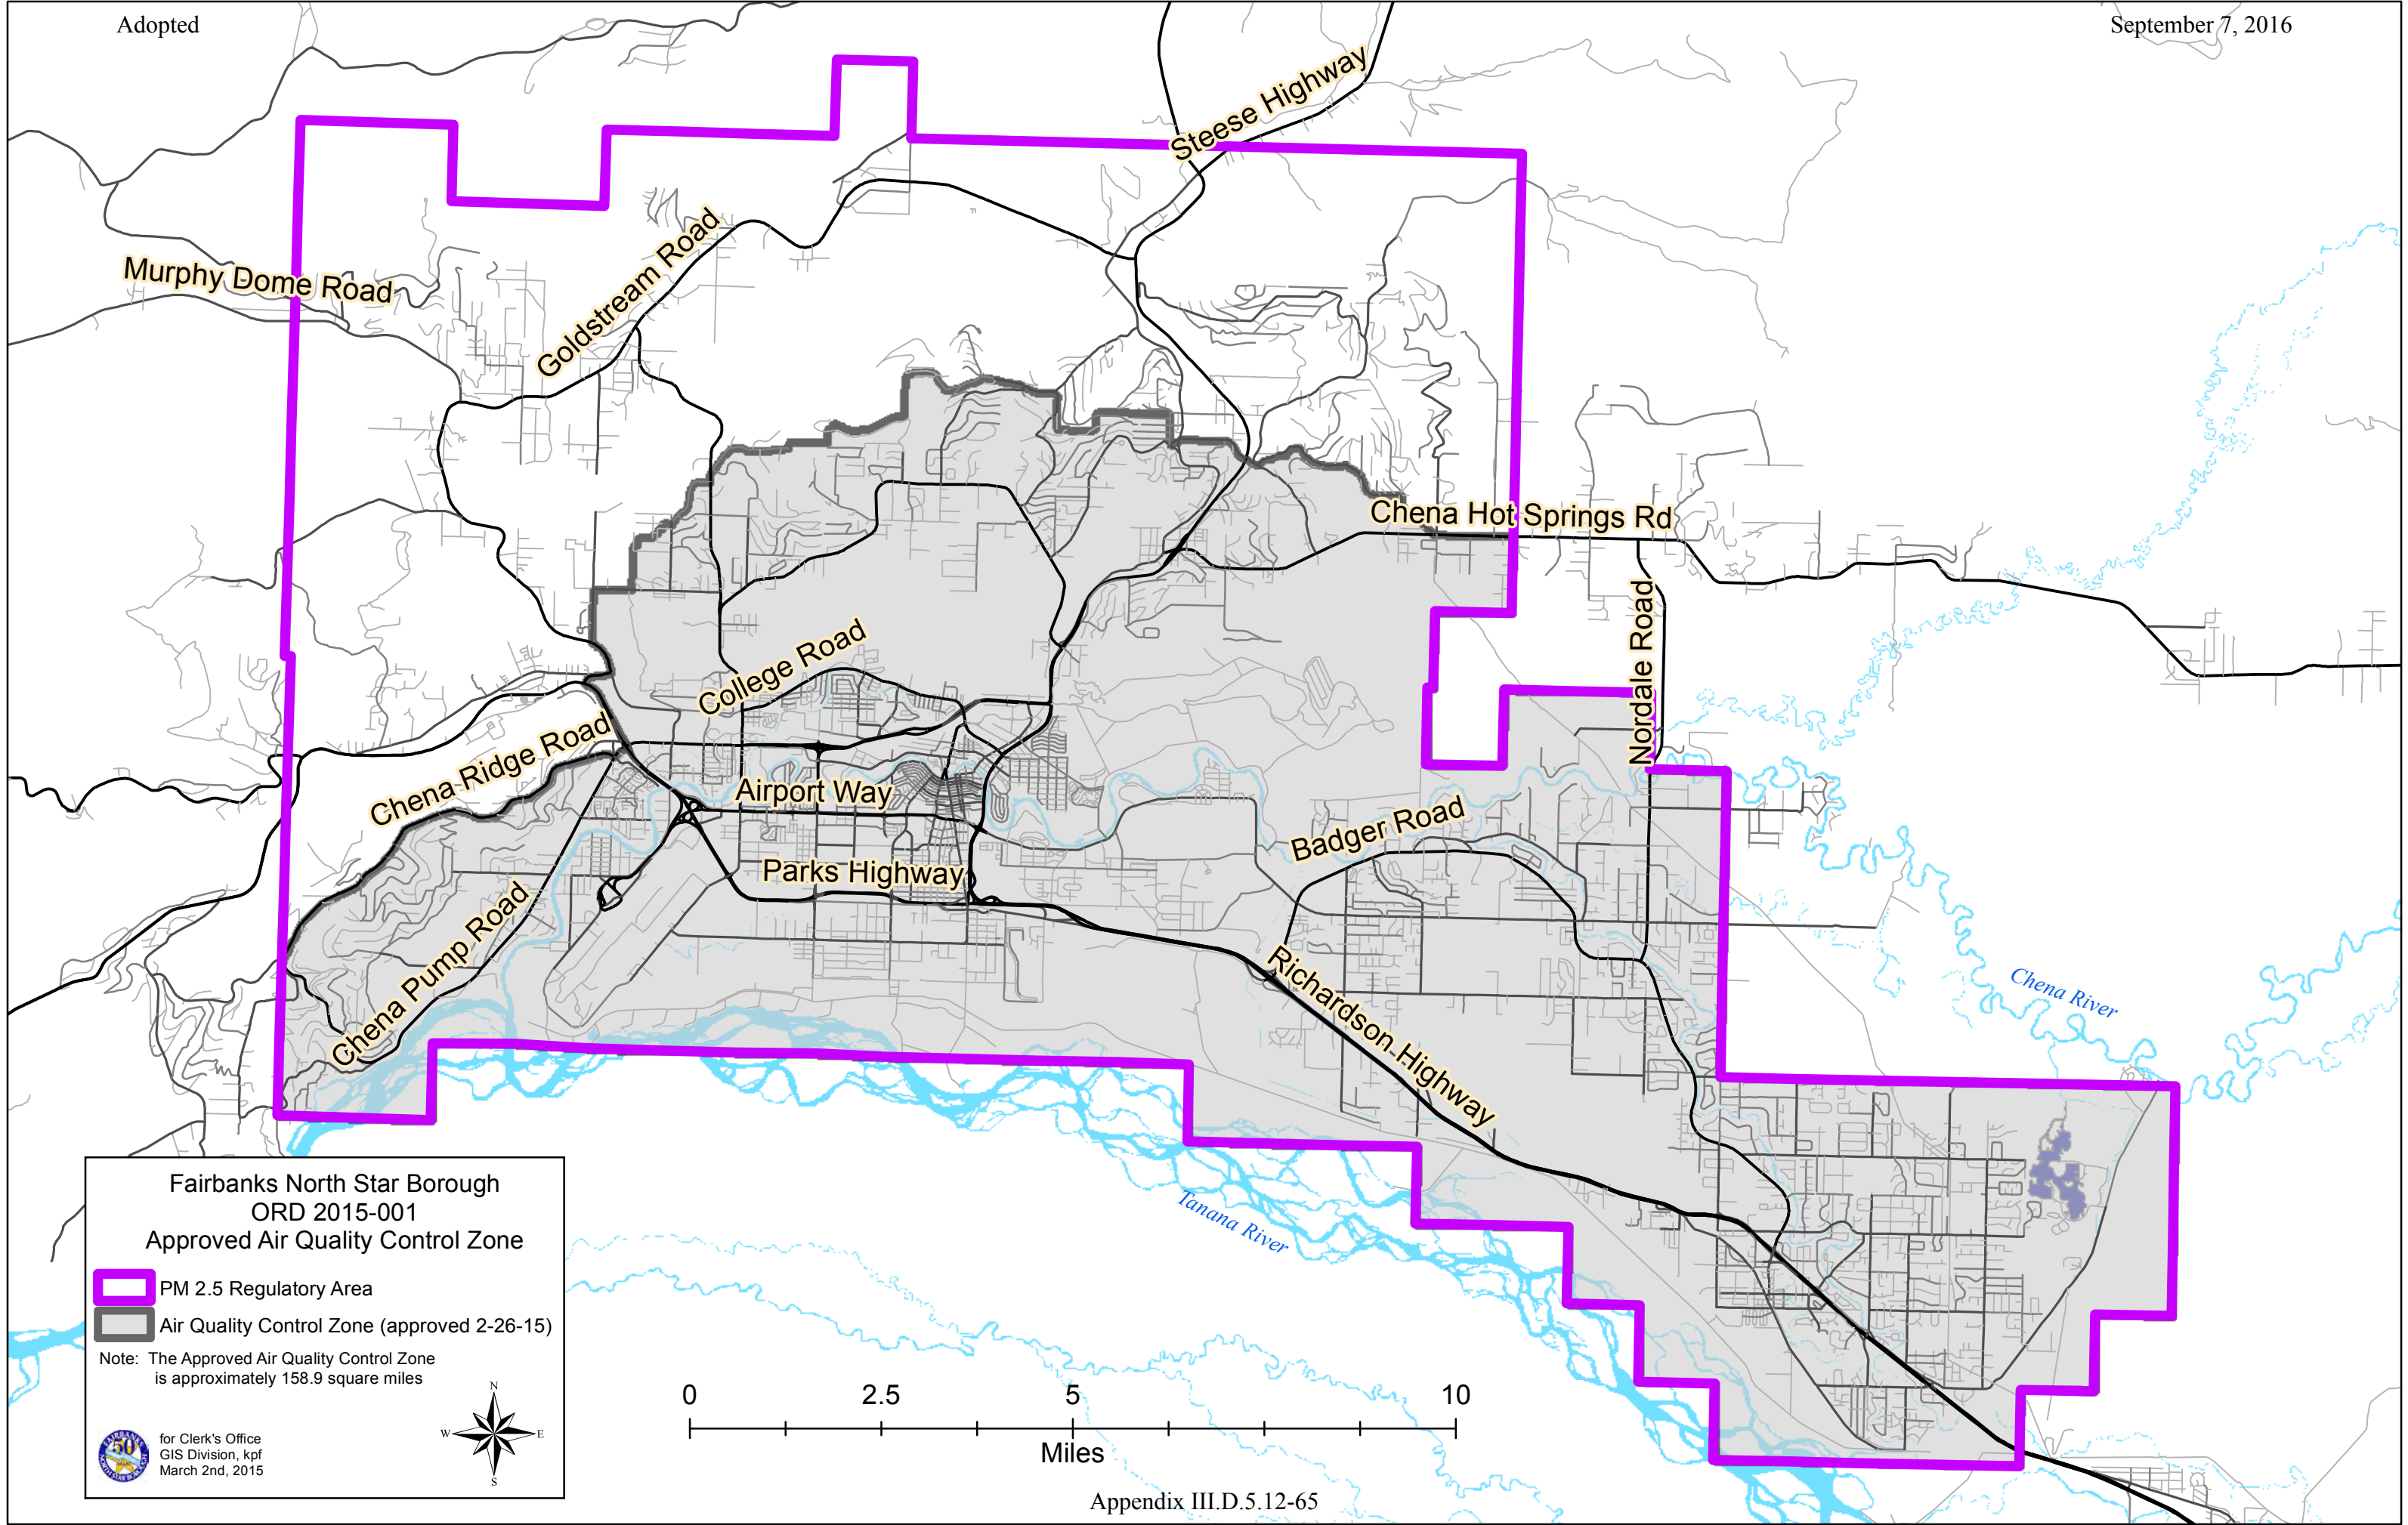 Adopted
September 7, 2016
Steese Highway
Murphy Dome Road
Goldstream Road
Chena Hot Springs Rd
Nordale Road
College Road
Chena Ridge Road
Airport Way
Badger Road
Parks Highway
Chena Pump Road
Richardson Highway
Chena River
Tanana River
Fairbanks North Star Borough
ORD 2015-001
Approved Air Quality Control Zone
PM 2.5 Regulatory Area
Air Quality Control Zone (approved 2-26-15)
Note: The Approved Air Quality Control Zone
is approximately 158.9 square miles
N
W
E
S
FAIRBANKS
50
NORTH STAR BOROUGH
for Clerk's Office
GIS Division, kpf
March 2nd, 2015
0 2.5 5 10
Miles
Appendix III.D.5.12-65